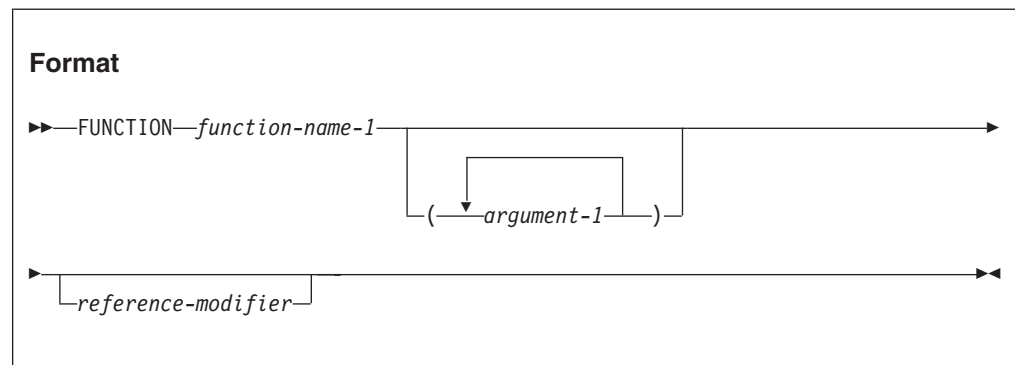 Format
FUNCTION function-name-1
( argument-1 )
reference-modifier